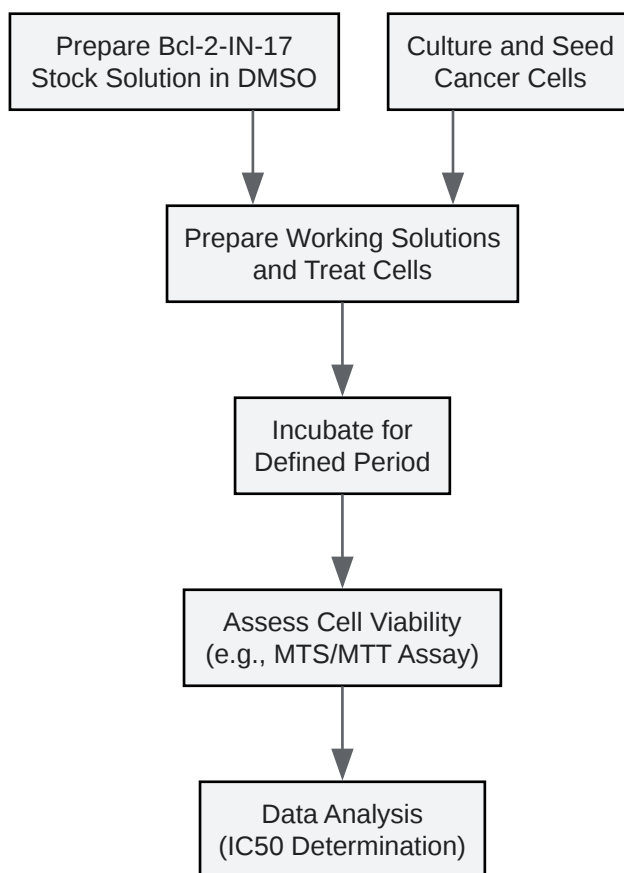 Prepare Bcl-2-IN-17
Stock Solution in DMSO
Culture and Seed
Cancer Cells
Prepare Working Solutions
and Treat Cells
Incubate for
Defined Period
Assess Cell Viability
(e.g., MTS/MTT Assay)
Data Analysis
(IC50 Determination)